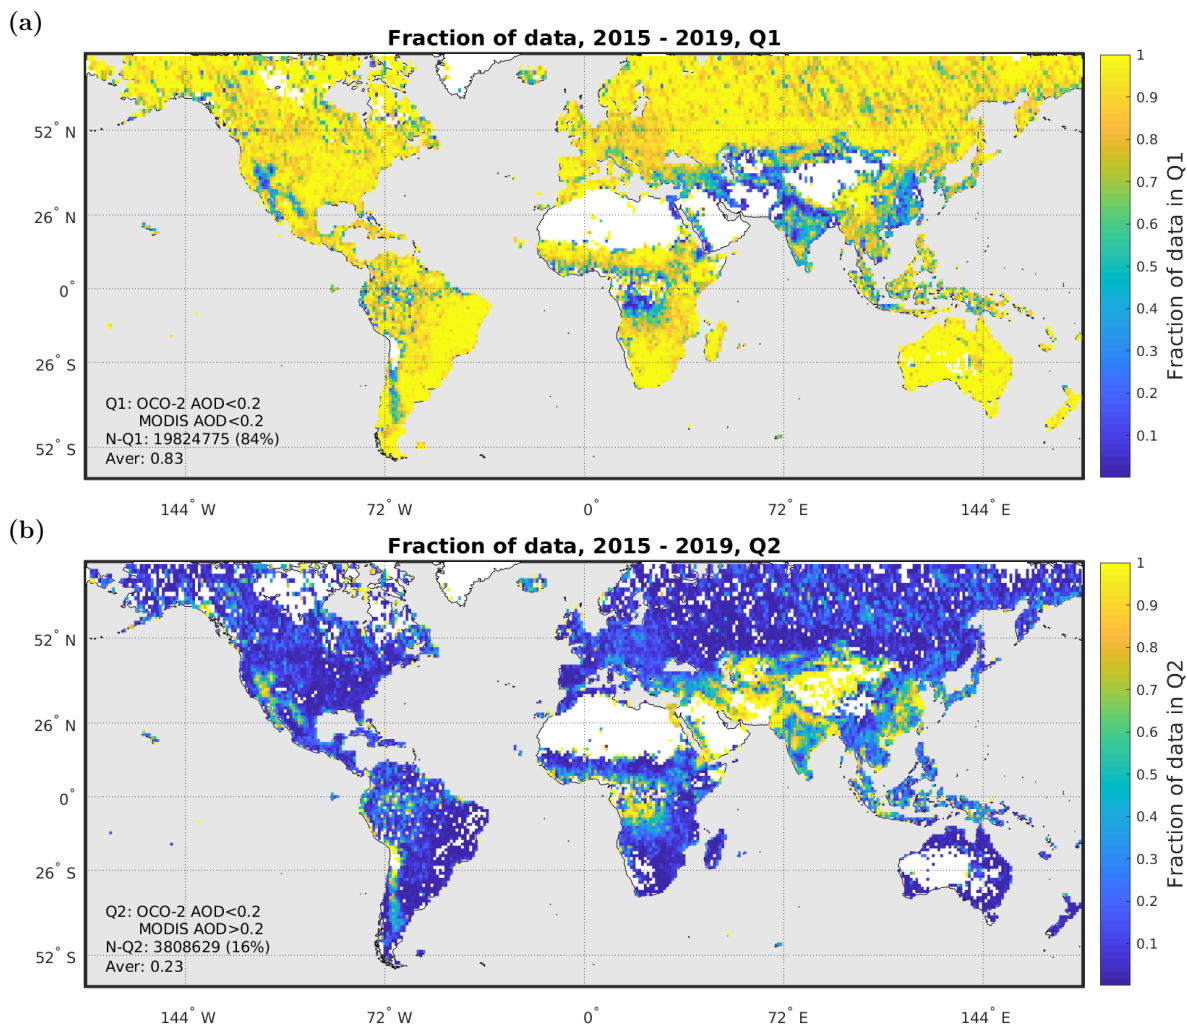 (a)
Fraction of data, 2015 - 2019, Q1
52° N
26° N
0°
26° S
52° S
Q1: OCO-2 AOD<0.2
MODIS AOD<0.2
N-Q1: 19824775 (84%)
Aver: 0.83
144° W
72° W
0°
72° E
144° E
1
0.9
0.8
0.7
0.6
0.5
0.4
0.3
0.2
0.1
Fraction of data in Q1
(b)
Fraction of data, 2015 - 2019, Q2
52° N
26° N
0°
26° S
52° S
Q2: OCO-2 AOD<0.2
MODIS AOD>0.2
N-Q2: 3808629 (16%)
Aver: 0.23
144° W
72° W
0°
72° E
144° E
1
0.9
0.8
0.7
0.6
0.5
0.4
0.3
0.2
0.1
Fraction of data in Q2